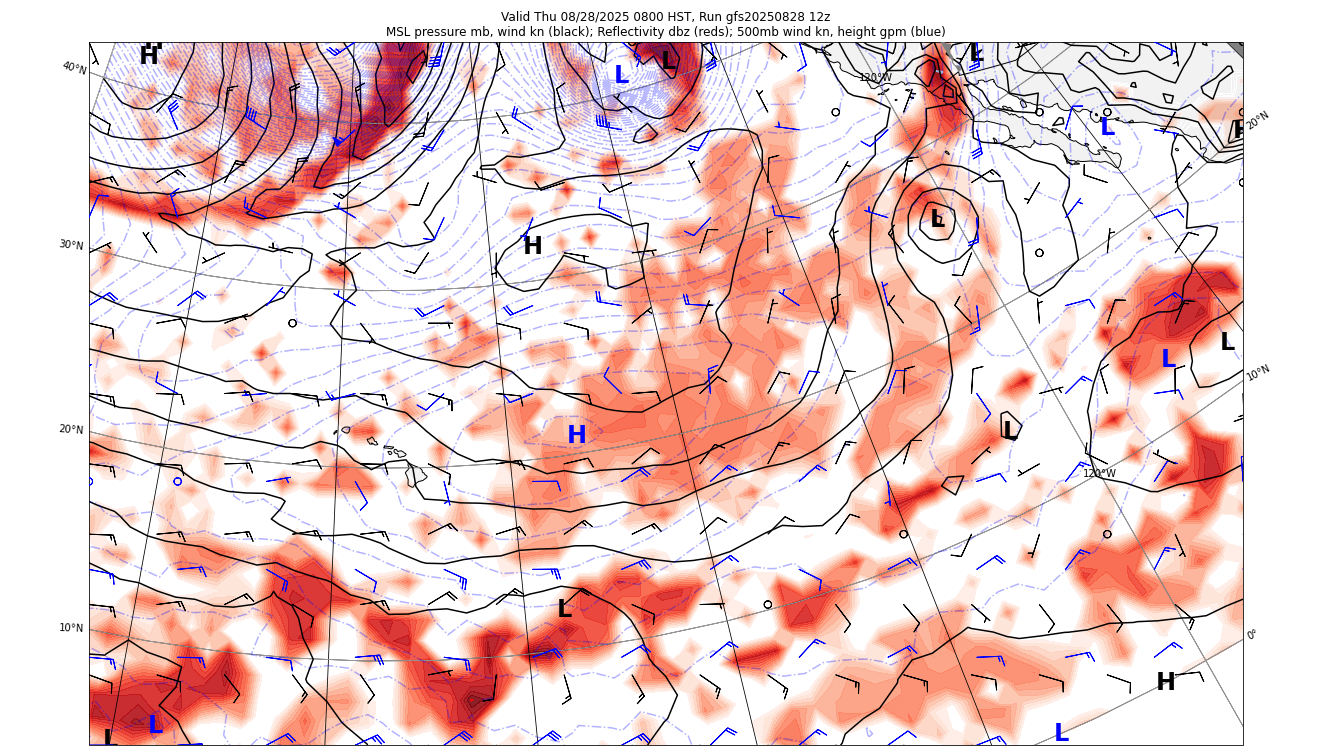 Valid Thu 08/28/2025 0800 HST, Run gfs20250828 12z
MSL pressure mb, wind kn (black); Reflectivity dbz (reds); 500mb wind kn, height gpm (blue)
H
L
L
L
40°N
120°W
20°N
L
H
L
30°N
H
L
L
10°N
20°N
H
L
120°W
L
10°N
0°
H
L
L
L